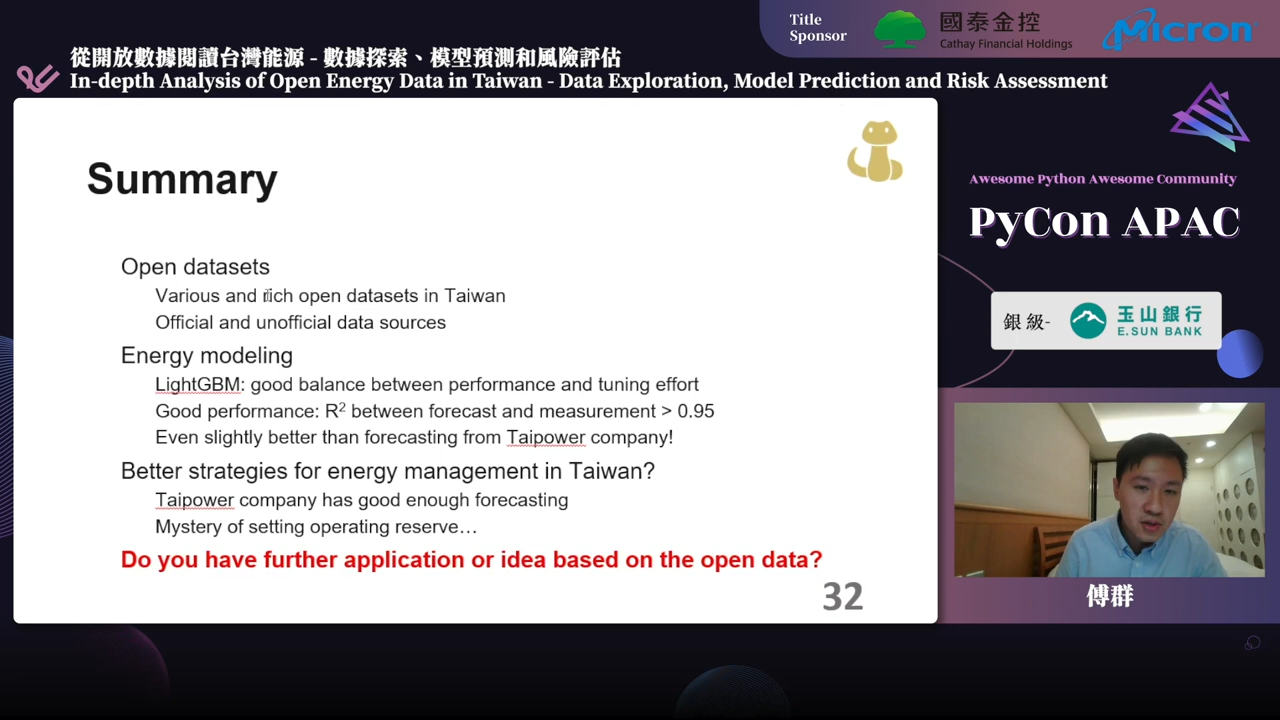 Title
Sponsor
國泰金控
Cathay Financial Holdings
Micron
從開放數據閱讀台灣能源 - 數據探索、模型預測和風險評估
In-depth Analysis of Open Energy Data in Taiwan - Data Exploration, Model Prediction and Risk Assessment
Summary
Open datasets
Various and rich open datasets in Taiwan
Official and unofficial data sources
Energy modeling
LightGBM: good balance between performance and tuning effort
Good performance: R² between forecast and measurement > 0.95
Even slightly better than forecasting from Taipower company!
Better strategies for energy management in Taiwan?
Taipower company has good enough forecasting
Mystery of setting operating reserve…
Do you have further application or idea based on the open data?
32
Awesome Python Awesome Community
PyCon APAC
銀級-
玉山銀行
E.SUN BANK
傅群